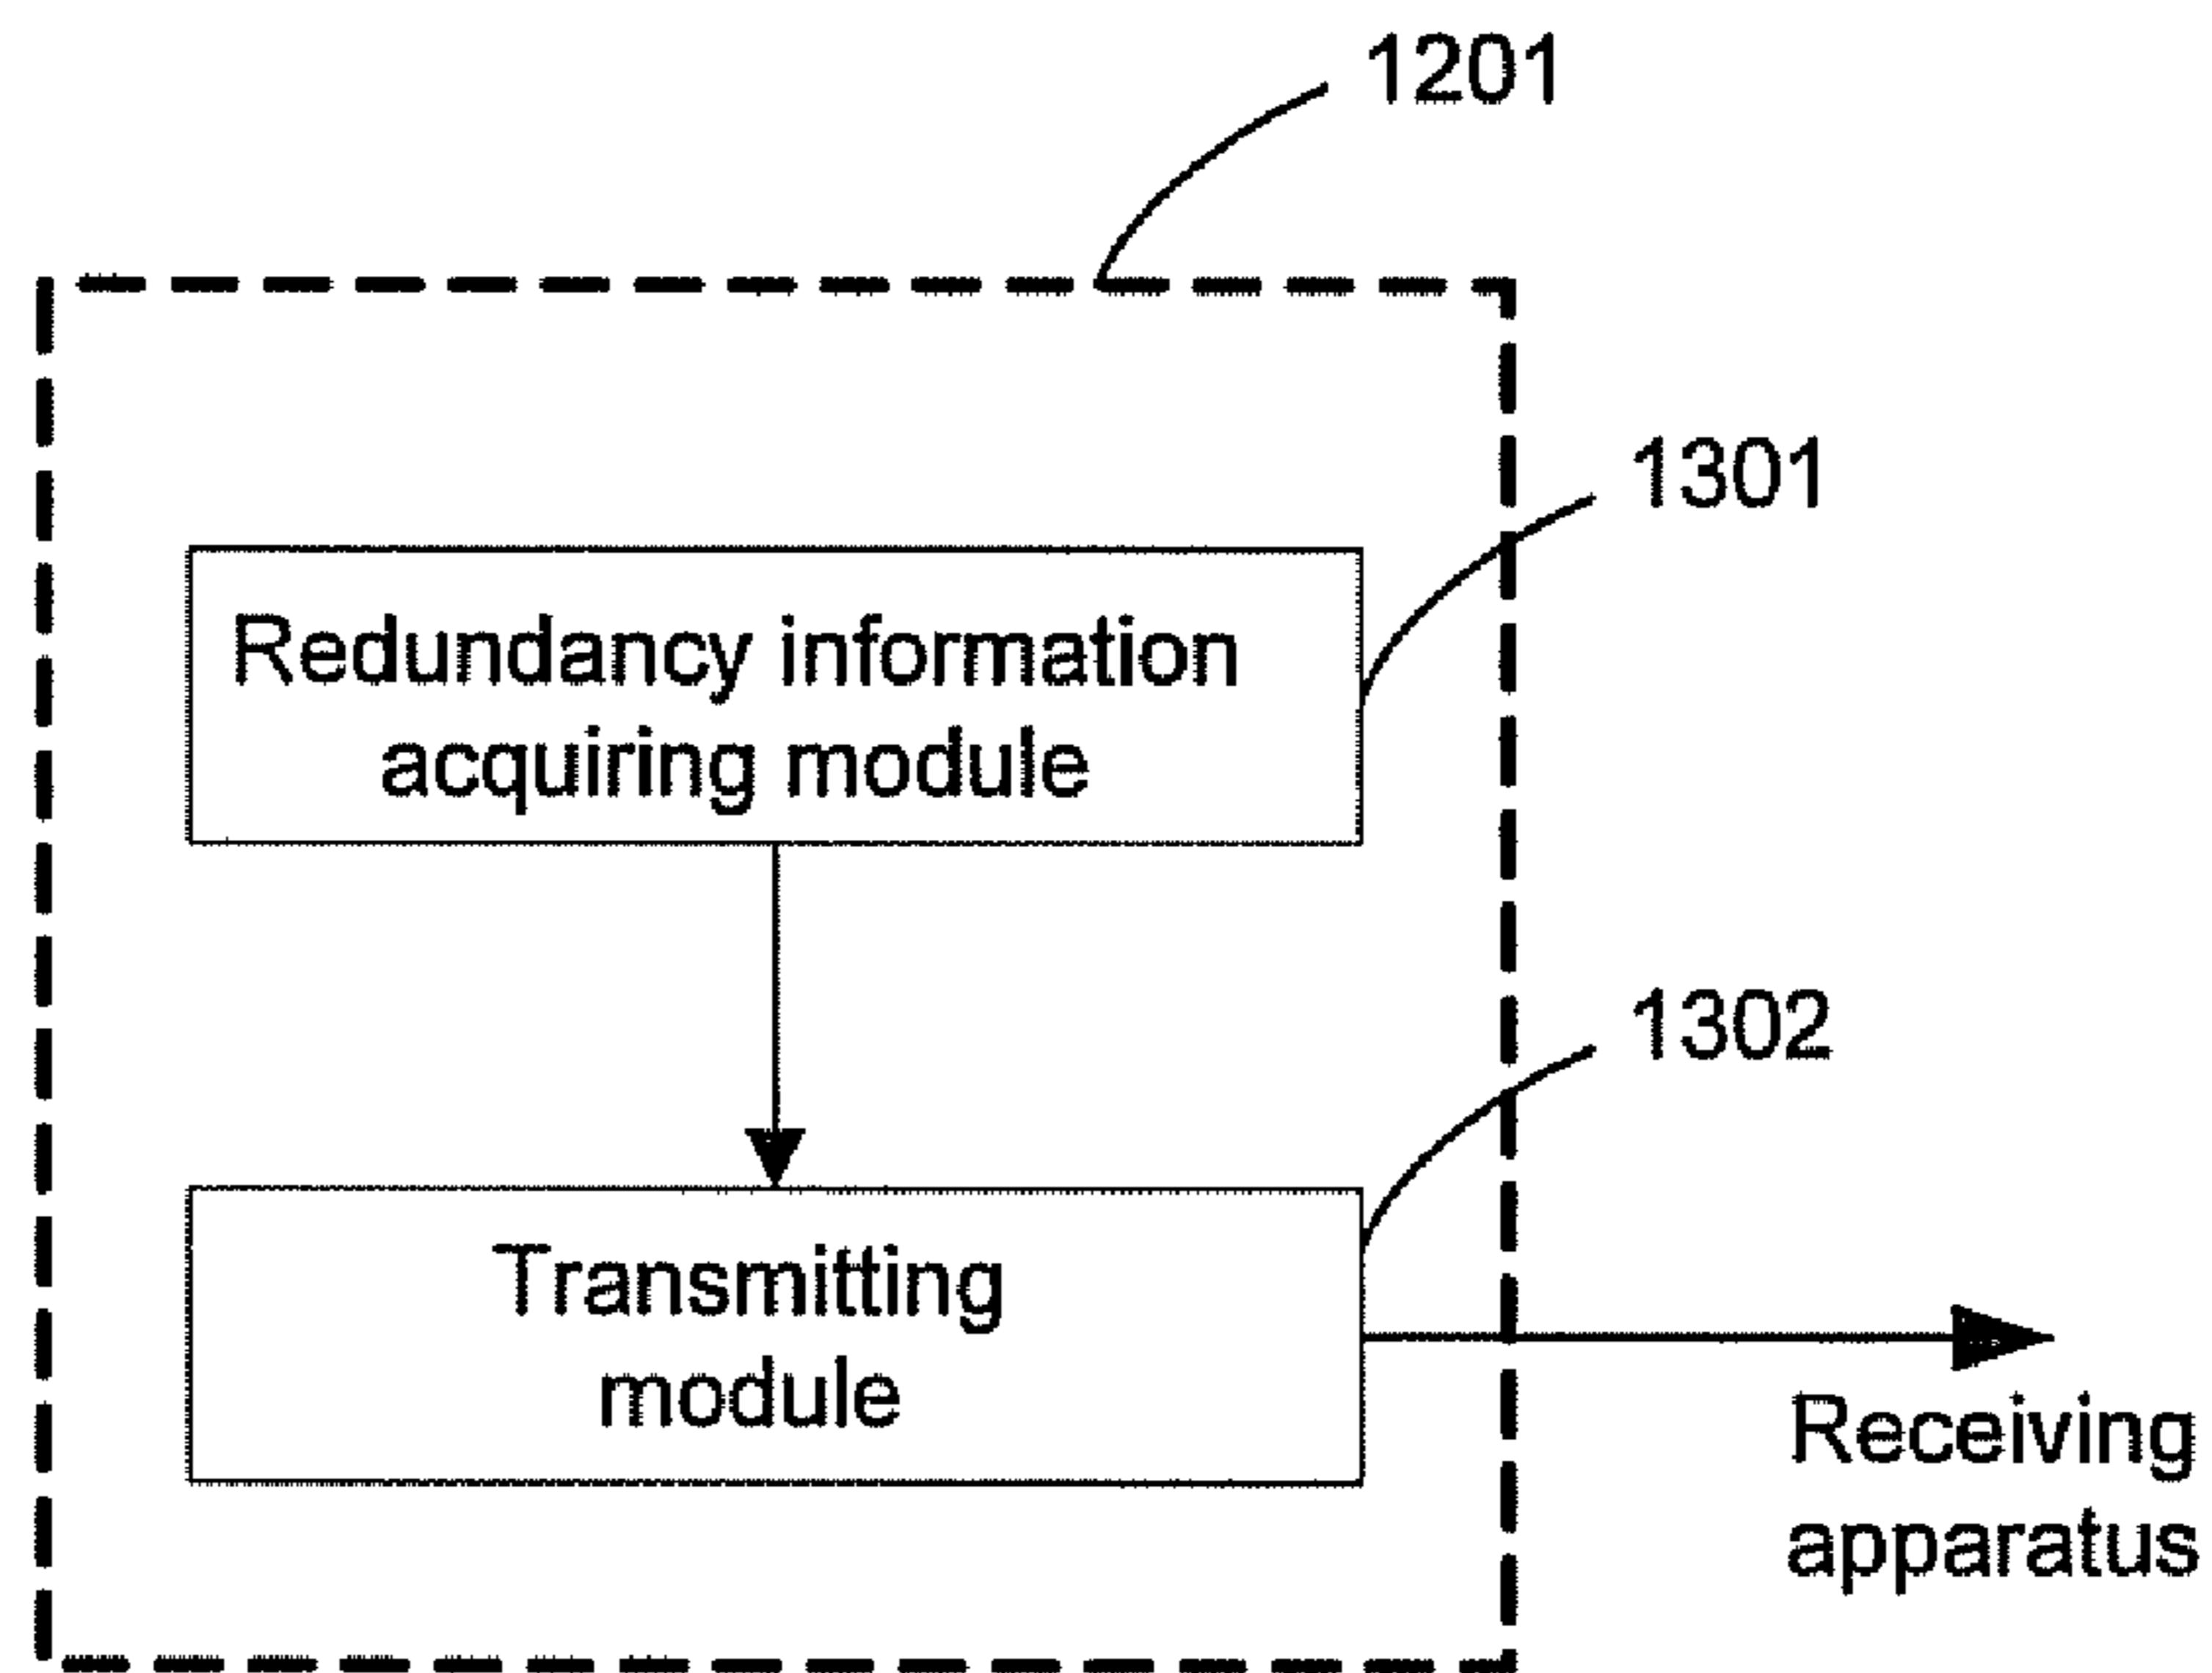 1201
1301
Redundancy information
acquiring module
1302
Transmitting
module
Receiving
apparatus